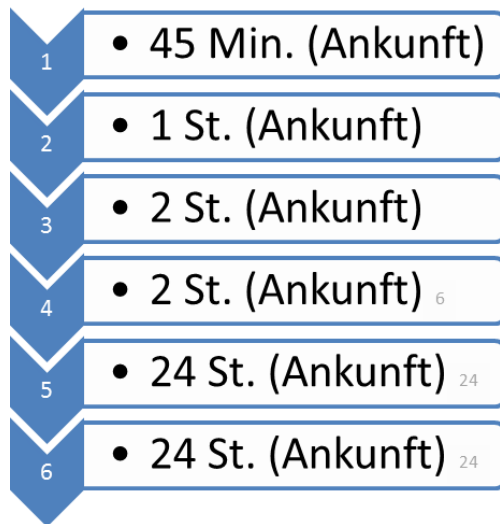 1 • 45 Min. (Ankunft)
2 • 1 St. (Ankunft)
3 • 2 St. (Ankunft)
4 • 2 St. (Ankunft) 6
5 • 24 St. (Ankunft) 24
6 • 24 St. (Ankunft) 24